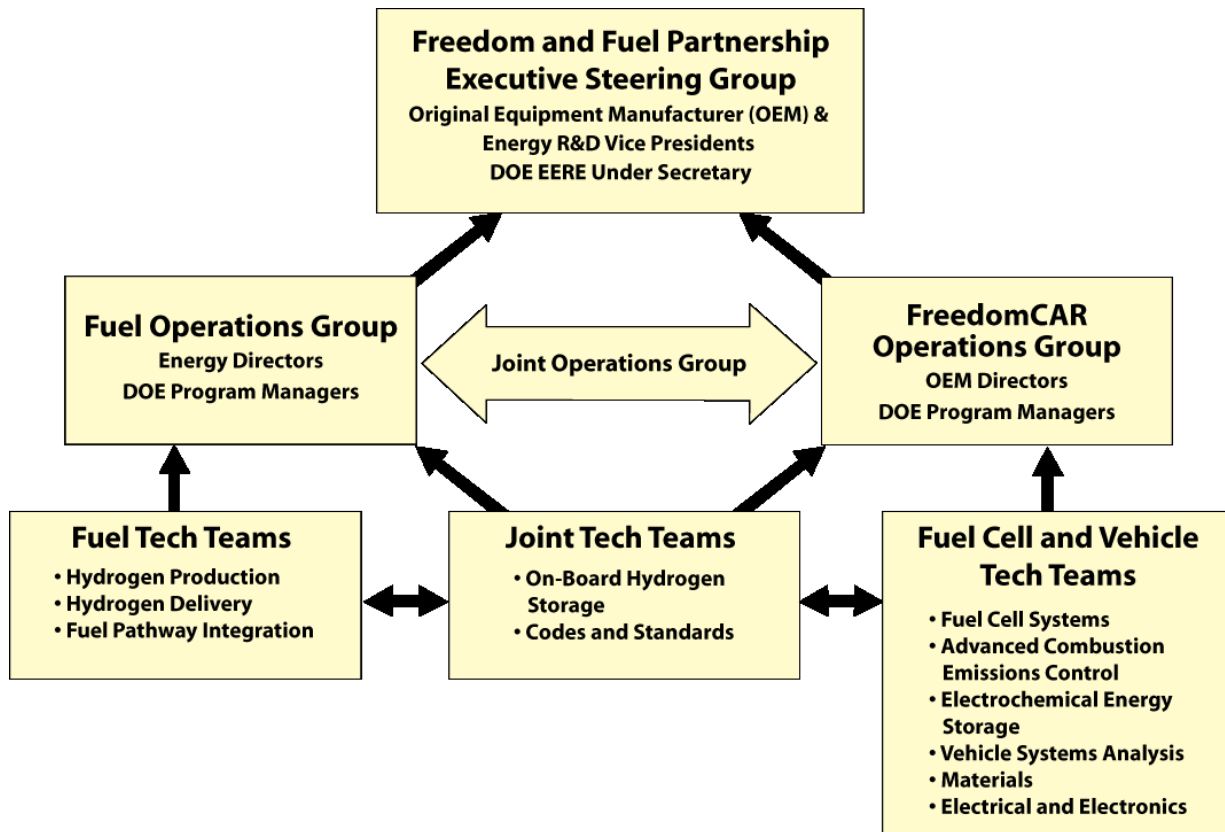 Freedom and Fuel Partnership
Executive Steering Group
Original Equipment Manufacturer (OEM) &
Energy R&D Vice Presidents
DOE EERE Under Secretary
Fuel Operations Group
Energy Directors
DOE Program Managers
Joint Operations Group
FreedomCAR
Operations Group
OEM Directors
DOE Program Managers
Fuel Tech Teams
• Hydrogen Production
• Hydrogen Delivery
• Fuel Pathway Integration
Joint Tech Teams
• On-Board Hydrogen
Storage
• Codes and Standards
Fuel Cell and Vehicle
Tech Teams
• Fuel Cell Systems
• Advanced Combustion
Emissions Control
• Electrochemical Energy
Storage
• Vehicle Systems Analysis
• Materials
• Electrical and Electronics